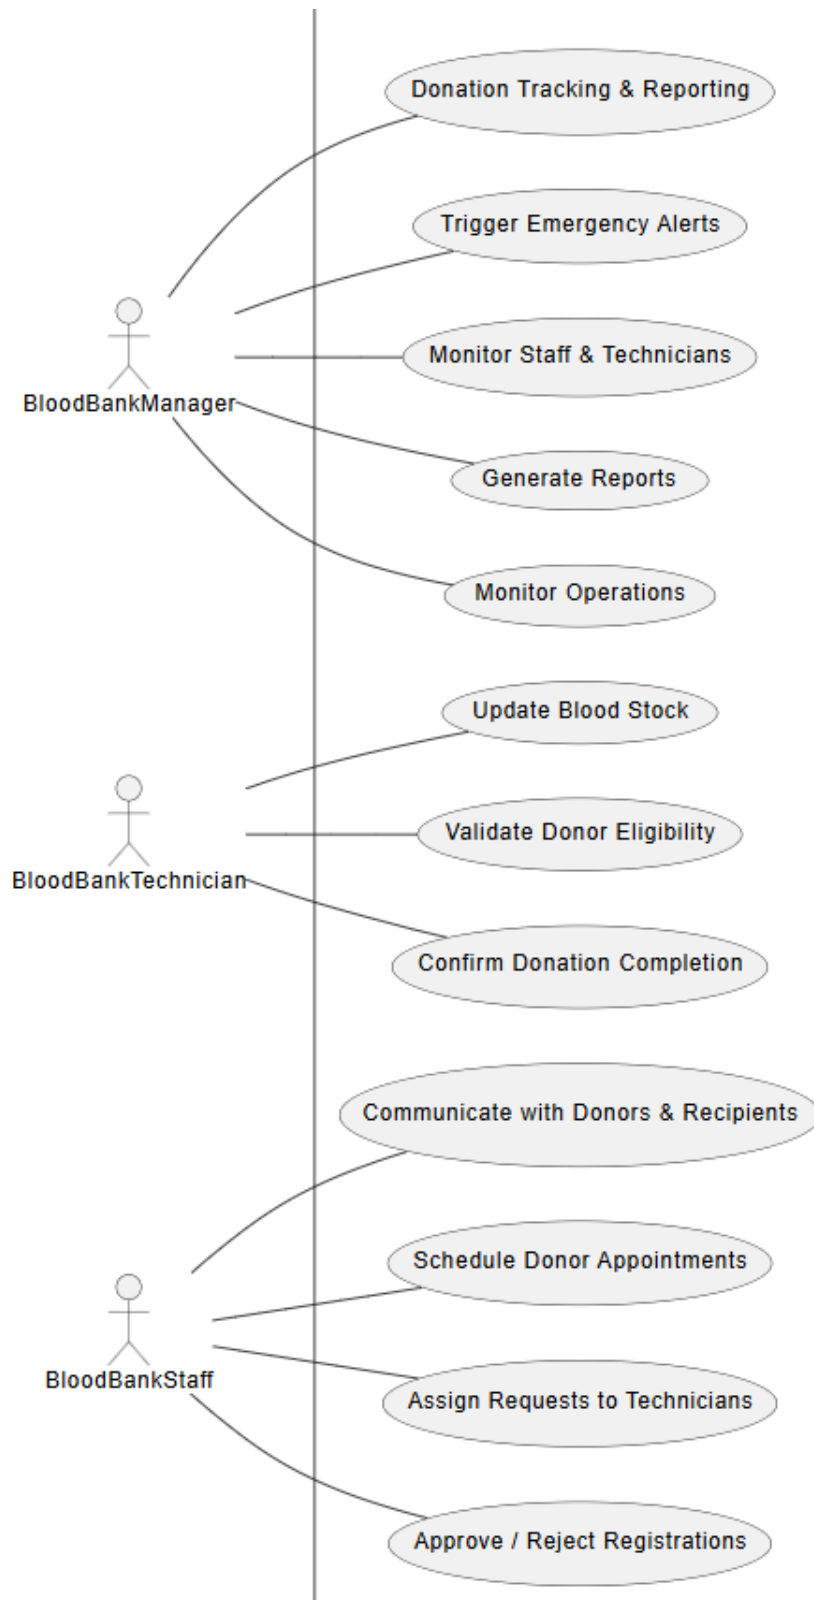 Donation Tracking & Reporting
Trigger Emergency Alerts
Monitor Staff & Technicians
BloodBankManager
Generate Reports
Monitor Operations
Update Blood Stock
Validate Donor Eligibility
BloodBankTechnician
Confirm Donation Completion
Communicate with Donors & Recipients
Schedule Donor Appointments
BloodBankStaff
Assign Requests to Technicians
Approve / Reject Registrations